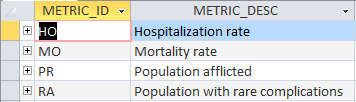 METRIC_ID METRIC_DESC
HO Hospitalization rate
MO Mortality rate
PR Population afflicted
RA Population with rare complications